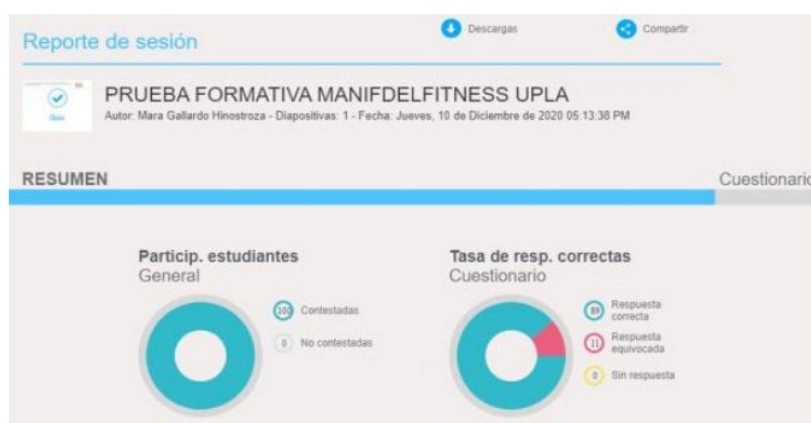 Reporte de sesión
Descargas
Compartir
Quiz
PRUEBA FORMATIVA MANIFDELFITNESS UPLA
Autor: Mara Gallardo Hinostroza - Diapositivas: 1 - Fecha: Jueves, 10 de Diciembre de 2020 05:13:38 PM
RESUMEN
Cuestionario
Particip. estudiantes
General
100 Contestadas
0 No contestadas
Tasa de resp. correctas
Cuestionario
89 Respuesta
correcta
11 Respuesta
equivocada
0 Sin respuesta